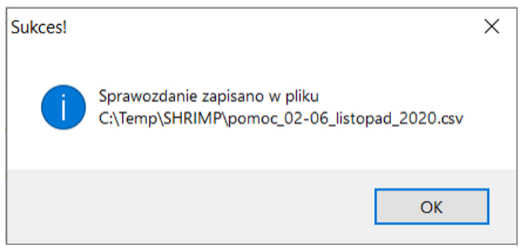 Sukces!
Sprawozdanie zapisano w pliku
C:\Temp\SHRIMP\pomoc_02-06_listopad_2020.csv
OK